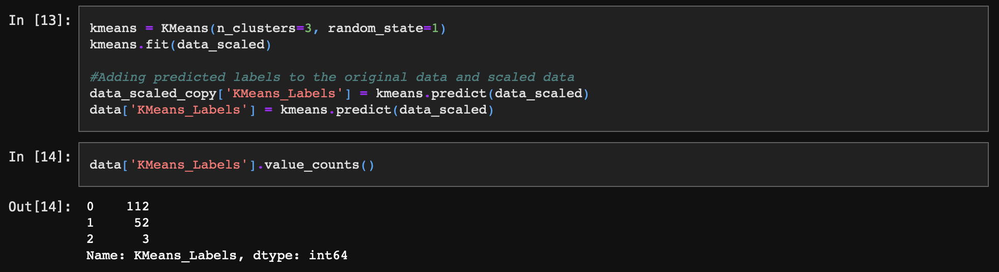 In [13]:
kmeans = KMeans(n_clusters=3, random_state=1)
kmeans.fit(data_scaled)
#Adding predicted labels to the original data and scaled data
data_scaled_copy['KMeans_Labels'] = kmeans.predict(data_scaled)
data['KMeans_Labels'] = kmeans.predict(data_scaled)
In [14]:
data['KMeans_Labels'].value_counts()
Out[14]:
0 112
1 52
2 3
Name: KMeans_Labels, dtype: int64